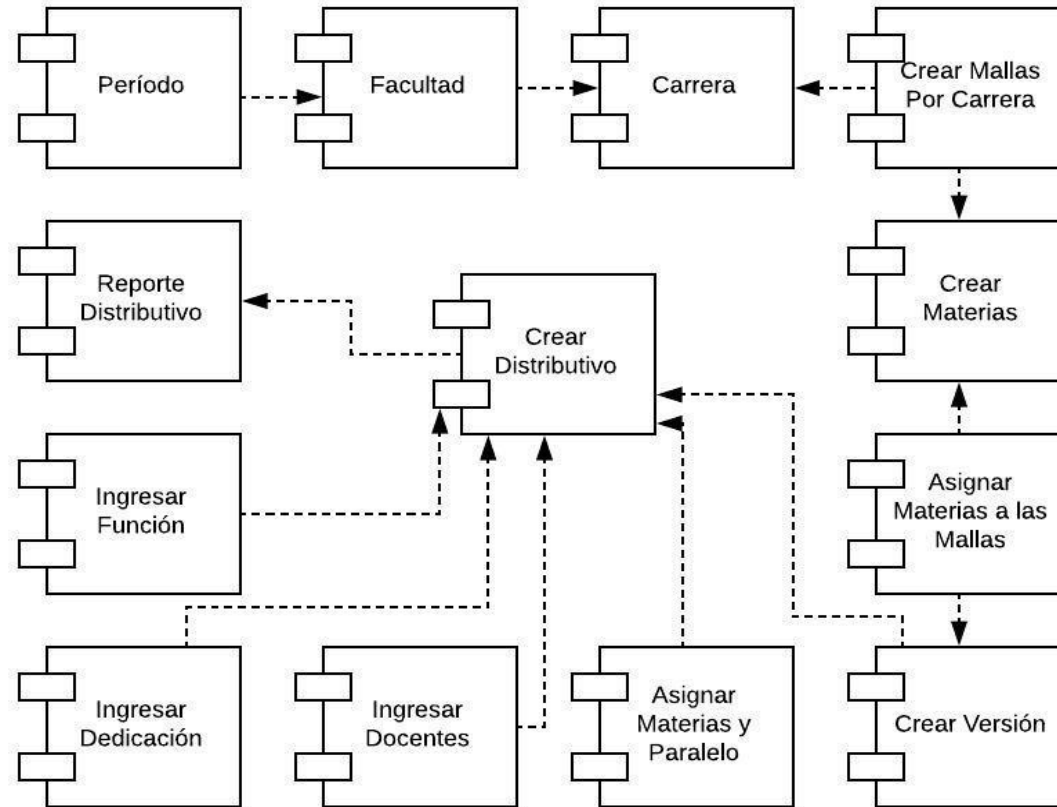 Período
Facultad
Carrera
Crear Mallas
Por Carrera
Reporte
Distributivo
Crear
Distributivo
Crear
Materias
Ingresar
Función
Asignar
Materias a las
Mallas
Ingresar
Dedicación
Ingresar
Docentes
Asignar
Materias y
Paralelo
Crear Versión